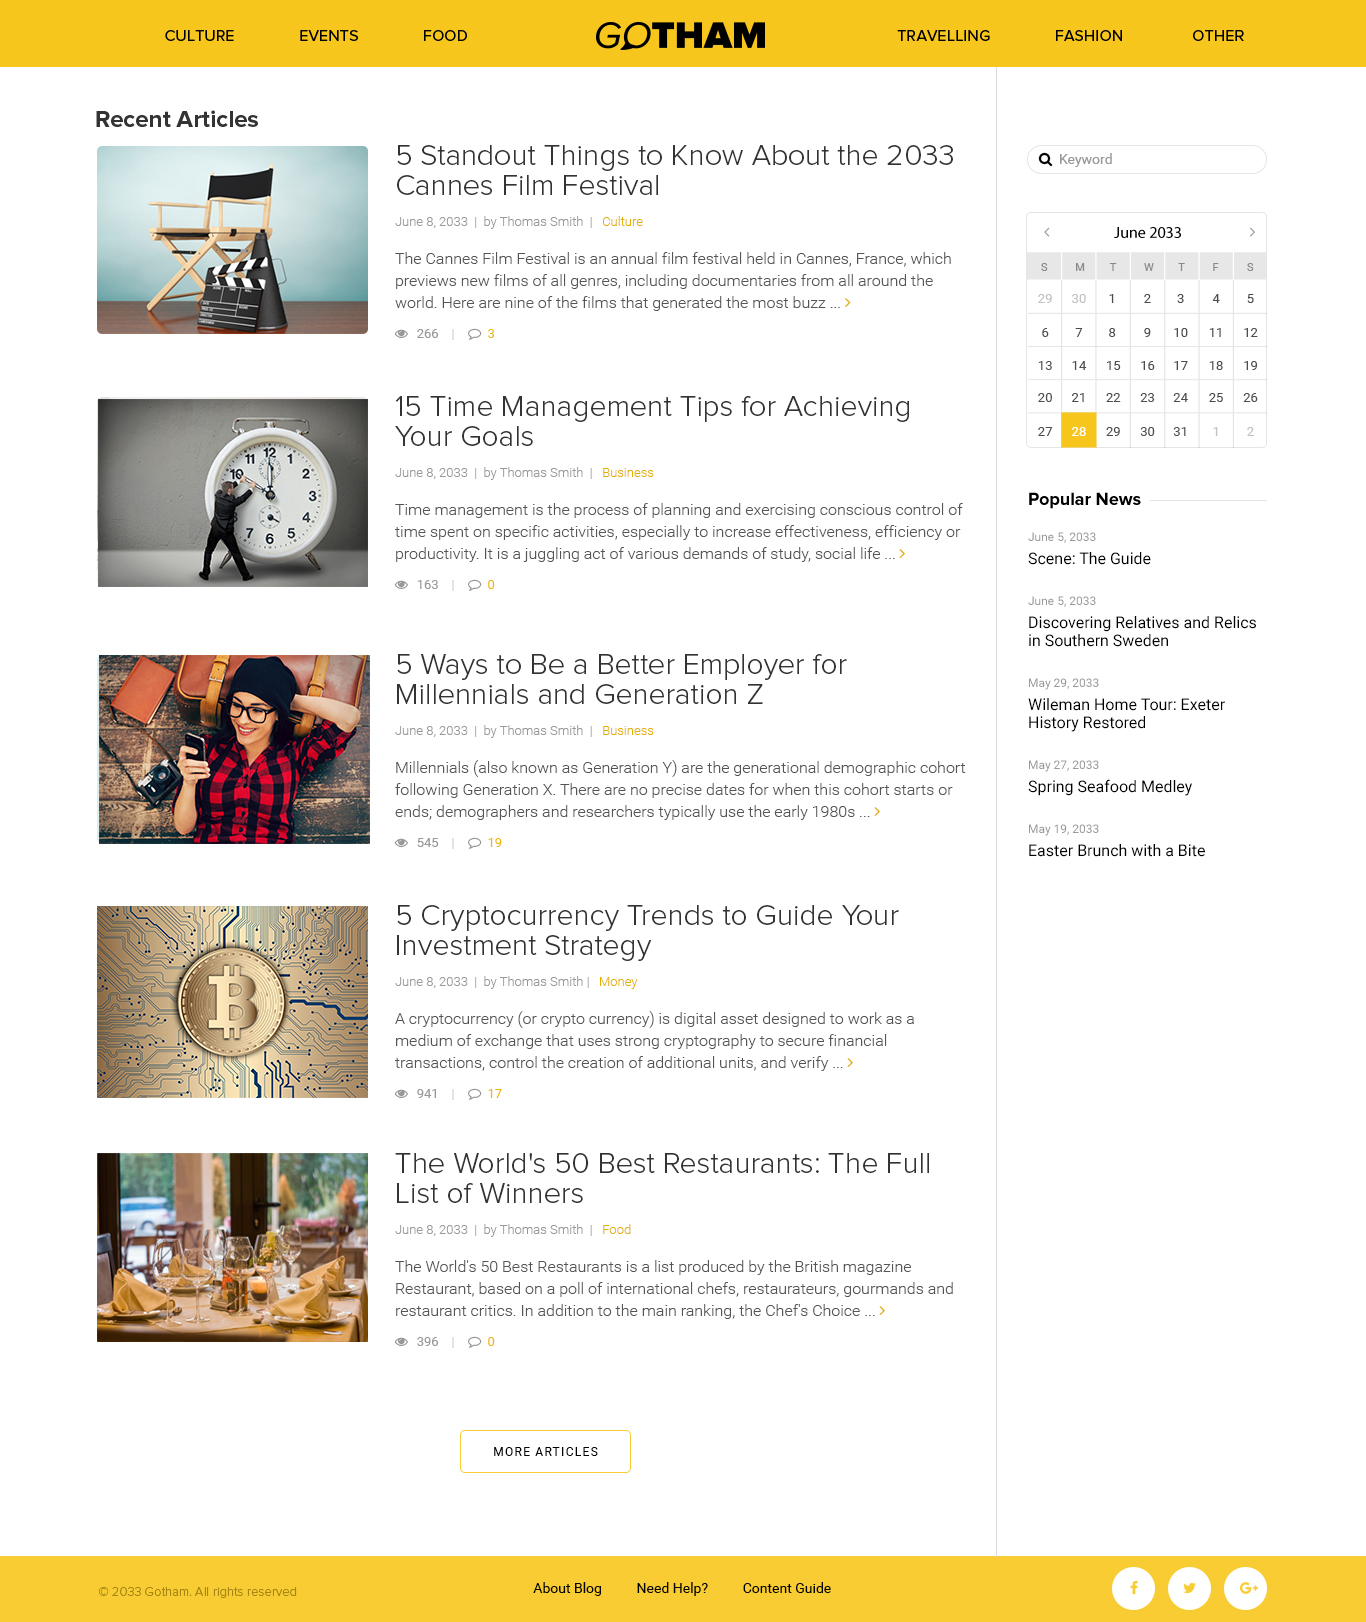 CULTURE EVENTS FOOD GOTHAM TRAVELLING FASHION OTHER
Recent Articles
5 Standout Things to Know About the 2033
Cannes Film Festival
June 8, 2033 | by Thomas Smith | Culture
The Cannes Film Festival is an annual film festival held in Cannes, France, which
previews new films of all genres, including documentaries from all around the
world. Here are nine of the films that generated the most buzz ... >
266 | 3
15 Time Management Tips for Achieving
Your Goals
June 8, 2033 | by Thomas Smith | Business
Time management is the process of planning and exercising conscious control of
time spent on specific activities, especially to increase effectiveness, efficiency or
productivity. It is a juggling act of various demands of study, social life ... >
163 | 0
5 Ways to Be a Better Employer for
Millennials and Generation Z
June 8, 2033 | by Thomas Smith | Business
Millennials (also known as Generation Y) are the generational demographic cohort
following Generation X. There are no precise dates for when this cohort starts or
ends; demographers and researchers typically use the early 1980s ... >
545 | 19
5 Cryptocurrency Trends to Guide Your
Investment Strategy
June 8, 2033 | by Thomas Smith | Money
A cryptocurrency (or crypto currency) is digital asset designed to work as a
medium of exchange that uses strong cryptography to secure financial
transactions, control the creation of additional units, and verify ... >
941 | 17
The World's 50 Best Restaurants: The Full
List of Winners
June 8, 2033 | by Thomas Smith | Food
The World's 50 Best Restaurants is a list produced by the British magazine
Restaurant, based on a poll of international chefs, restaurateurs, gourmands and
restaurant critics. In addition to the main ranking, the Chef's Choice ... >
396 | 0
MORE ARTICLES
Keyword
< June 2033 >
S M T W T F S
29 30 1 2 3 4 5
6 7 8 9 10 11 12
13 14 15 16 17 18 19
20 21 22 23 24 25 26
27 28 29 30 31 1 2
Popular News
June 5, 2033
Scene: The Guide
June 5, 2033
Discovering Relatives and Relics
in Southern Sweden
May 29, 2033
Wileman Home Tour: Exeter
History Restored
May 27, 2033
Spring Seafood Medley
May 19, 2033
Easter Brunch with a Bite
© 2033 Gotham. All rights reserved
About Blog Need Help? Content Guide
f G+